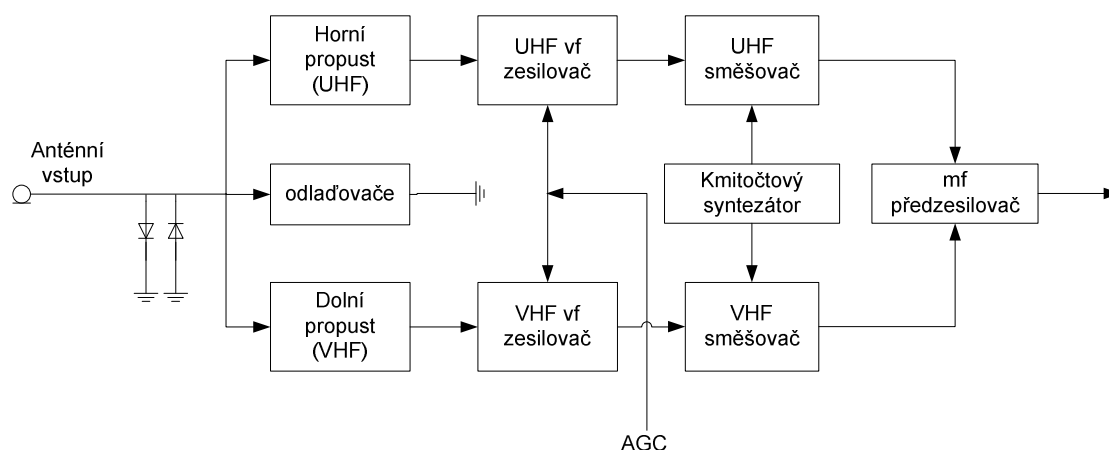 Horní
propust
(UHF)
UHF vf
zesilovač
UHF
směšovač
Anténní
vstup
odlaďovače
Kmitočtový
syntezátor
mf
předzesilovač
Dolní
propust
(VHF)
VHF vf
zesilovač
VHF
směšovač
AGC